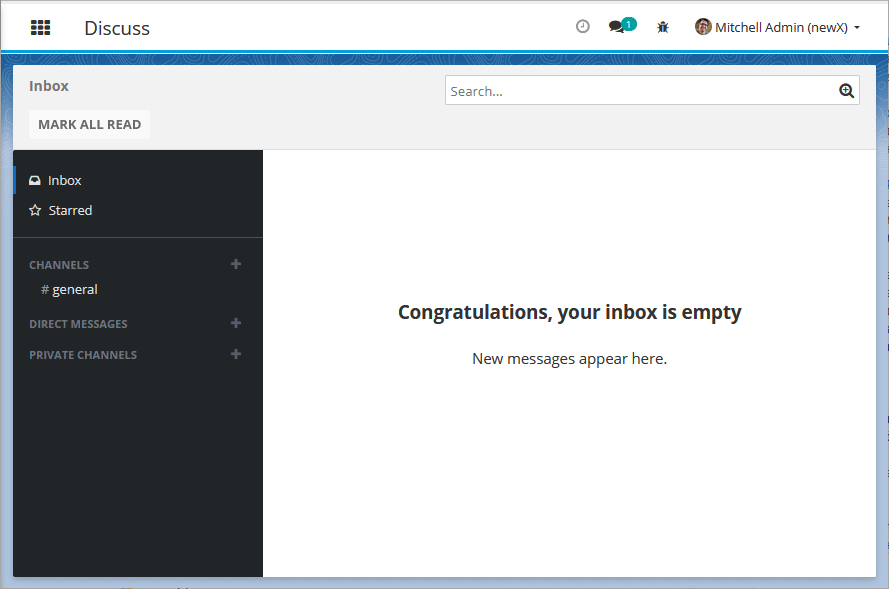 Discuss
1
Mitchell Admin (newX)
Inbox
Search...
MARK ALL READ
Inbox
Starred
CHANNELS
# general
DIRECT MESSAGES
PRIVATE CHANNELS
Congratulations, your inbox is empty
New messages appear here.